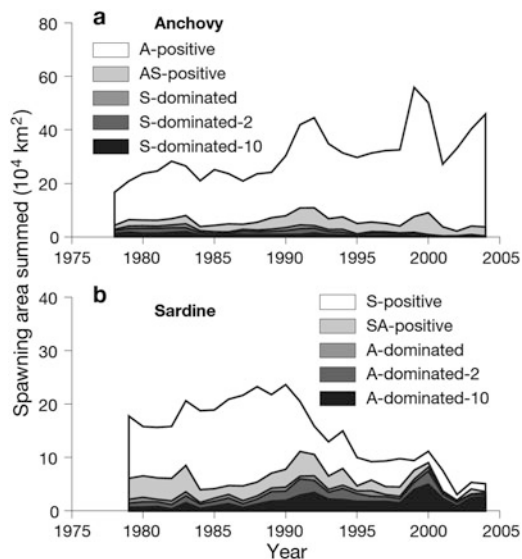 Spawning area summed (10⁴ km²)
a
Anchovy
A-positive
AS-positive
S-dominated
S-dominated-2
S-dominated-10
80
60
40
20
0
1975 1980 1985 1990 1995 2000 2005
b
Sardine
S-positive
SA-positive
A-dominated
A-dominated-2
A-dominated-10
40
30
20
10
0
1975 1980 1985 1990 1995 2000 2005
Year